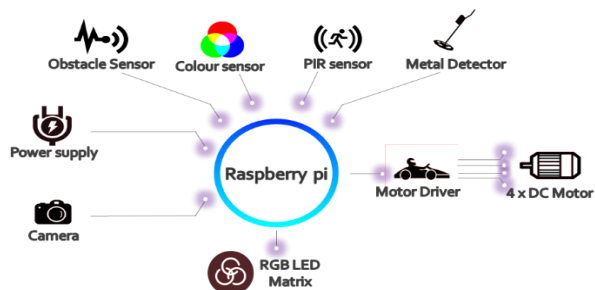 Obstacle Sensor
Colour sensor
PIR sensor
Metal Detector
Power supply
Raspberry pi
Motor Driver
4 x DC Motor
Camera
RGB LED
Matrix